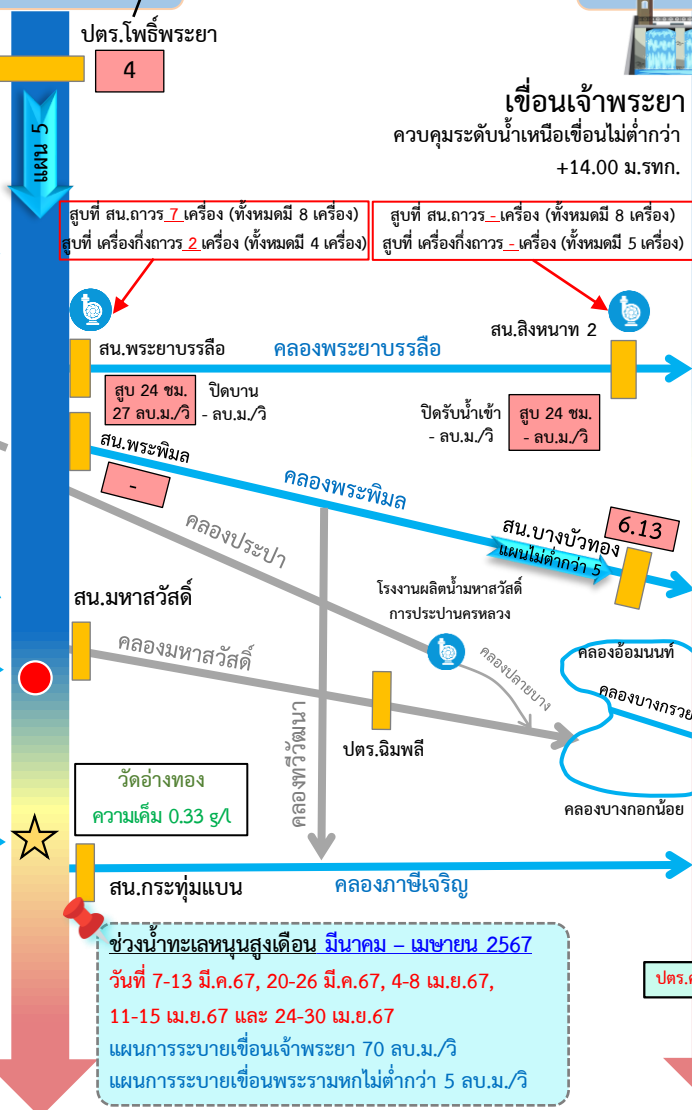 ปตร.โพธิ์พระยา
4
แผน 5
เขื่อนเจ้าพระยา
ควบคุมระดับน้ำเหนือเขื่อนไม่ต่ำกว่า
+14.00 ม.รทก.
สูบที่ สน.ถาวร 7 เครื่อง (ทั้งหมดมี 8 เครื่อง)
สูบที่ เครื่องกึ่งถาวร 2 เครื่อง (ทั้งหมดมี 4 เครื่อง)
สูบที่ สน.ถาวร - เครื่อง (ทั้งหมดมี 8 เครื่อง)
สูบที่ เครื่องกึ่งถาวร - เครื่อง (ทั้งหมดมี 5 เครื่อง)
สน.พระยาบรรลือ
คลองพระยาบรรลือ
สน.สิงหนาท 2
สูบ 24 ชม.
27 ลบ.ม./วิ
ปิดบาน
- ลบ.ม./วิ
ปิดรับน้ำเข้า
- ลบ.ม./วิ
สูบ 24 ชม.
- ลบ.ม./วิ
สน.พระพิมล
-
คลองพระพิมล
คลองประปา
สน.บางบัวทอง
6.13
แผนไม่ต่ำกว่า 5
โรงงานผลิตน้ำมหาสวัสดิ์
การประปานครหลวง
สน.มหาสวัสดิ์
คลองมหาสวัสดิ์
คลองปลายบาง
คลองอ้อมนนท์
คลองบางกรวย
ปตร.ฉิมพลี
คลองทวีวัฒนา
คลองบางกอกน้อย
วัดอ่างทอง
ความเค็ม 0.33 g/l
สน.กระทุ่มแบน
คลองภาษีเจริญ
ช่วงน้ำทะเลหนุนสูงเดือน มีนาคม – เมษายน 2567
วันที่ 7-13 มี.ค.67, 20-26 มี.ค.67, 4-8 เม.ย.67,
11-15 เม.ย.67 และ 24-30 เม.ย.67
แผนการระบายเขื่อนเจ้าพระยา 70 ลบ.ม./วิ
แผนการระบายเขื่อนพระรามหกไม่ต่ำกว่า 5 ลบ.ม./วิ